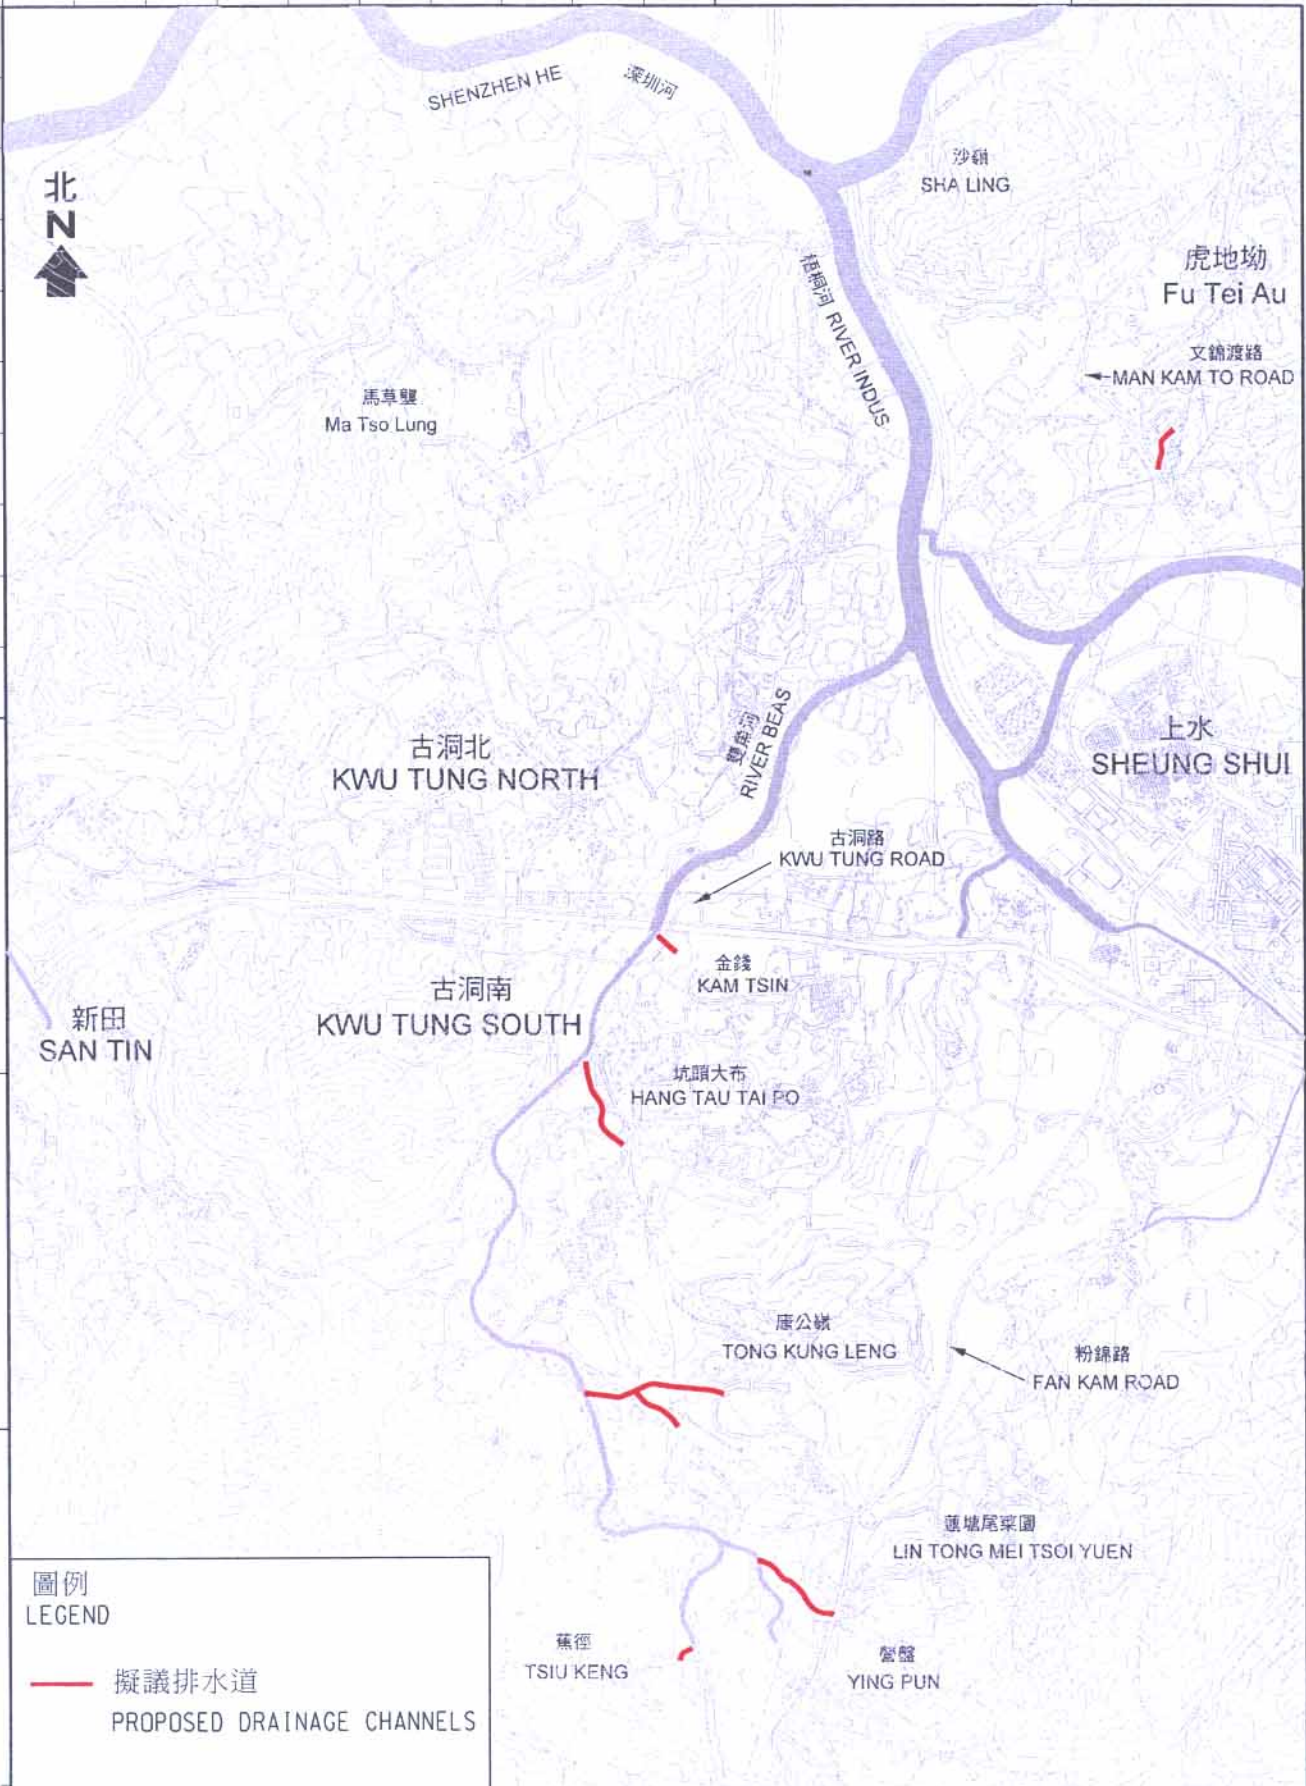 SHENZHEN HE 深圳河
沙嶺
SHA LING
北
N
虎地坳
Fu Tei Au
梧桐河 RIVER INDUS
文錦渡路
MAN KAM TO ROAD
馬草壟
Ma Tso Lung
雙魚河
RIVER BEAS
上水
SHEUNG SHUI
古洞北
KWU TUNG NORTH
古洞路
KWU TUNG ROAD
金錢
KAM TSIN
古洞南
KWU TUNG SOUTH
新田
SAN TIN
坑頭大布
HANG TAU TAI PO
唐公嶺
TONG KUNG LENG
粉錦路
FAN KAM ROAD
蓮塘尾菜園
LIN TONG MEI TSOI YUEN
蕉徑
TSIU KENG
營盤
YING PUN
圖例
LEGEND
擬議排水道
PROPOSED DRAINAGE CHANNELS